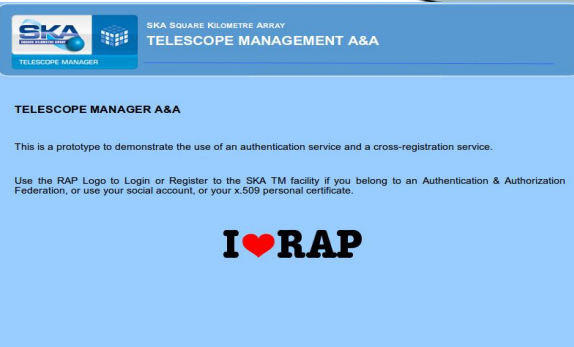 SKA
SQUARE KILOMETRE ARRAY
TELESCOPE MANAGER
SKA SQUARE KILOMETRE ARRAY
TELESCOPE MANAGEMENT A&A
TELESCOPE MANAGER A&A
This is a prototype to demonstrate the use of an authentication service and a cross-registration service.
Use the RAP Logo to Login or Register to the SKA TM facility if you belong to an Authentication & Authorization
Federation, or use your social account, or your x.509 personal certificate.
I❤RAP